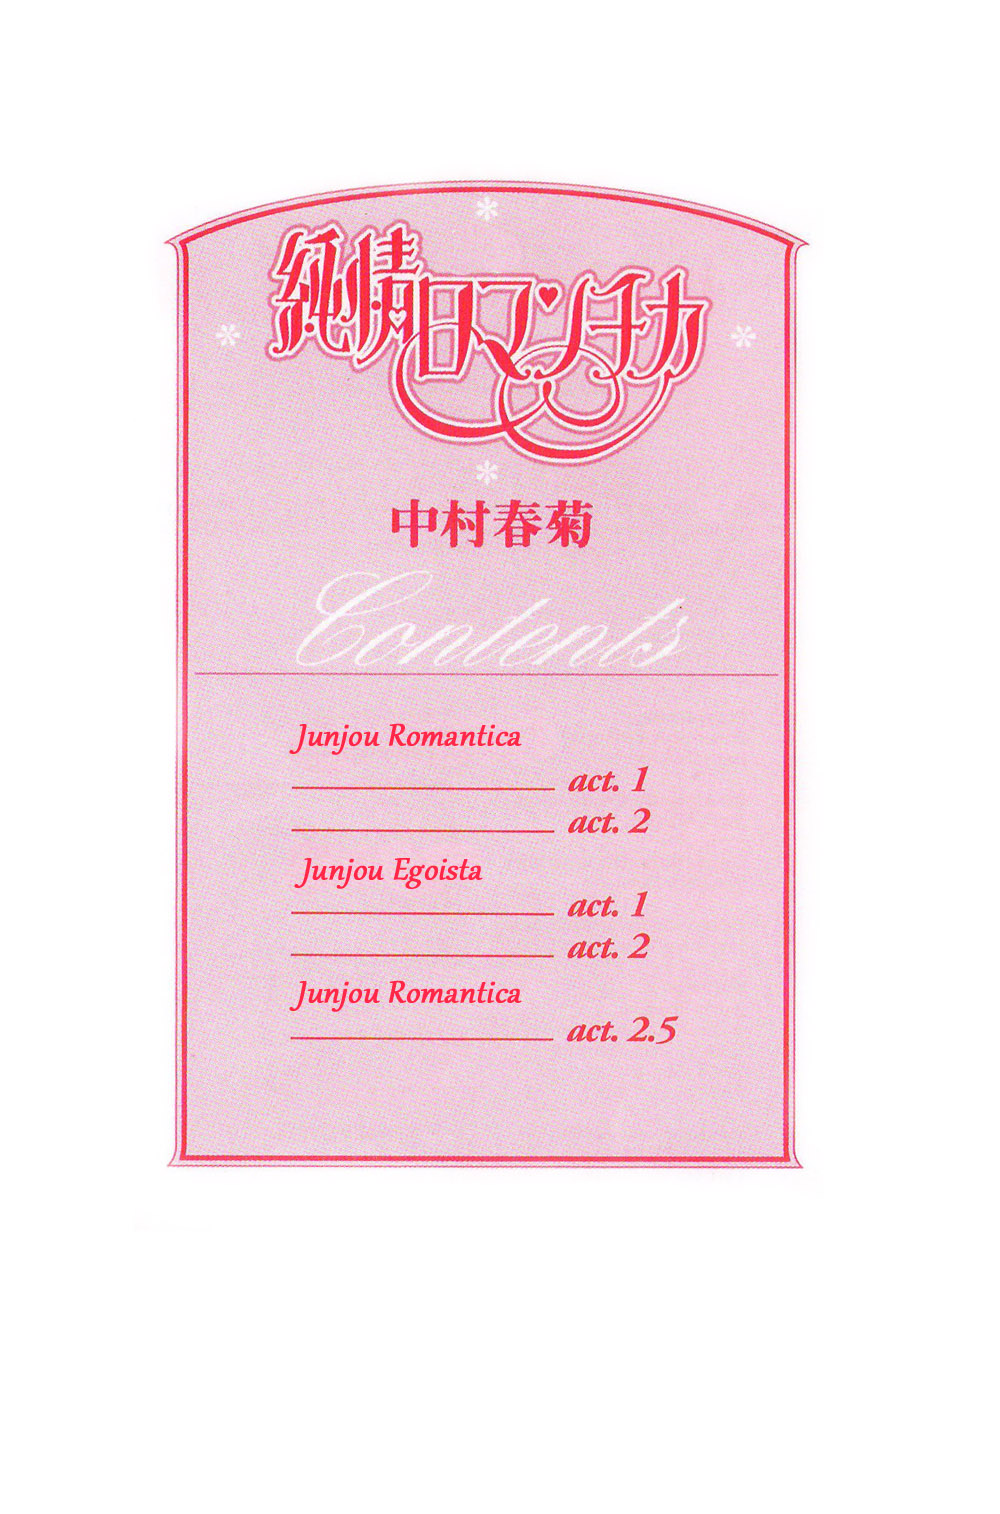 純情ロマンチカ
中村春菊
Contents
Junjou Romantica
act. 1
act. 2
Junjou Egoista
act. 1
act. 2
Junjou Romantica
act. 2.5